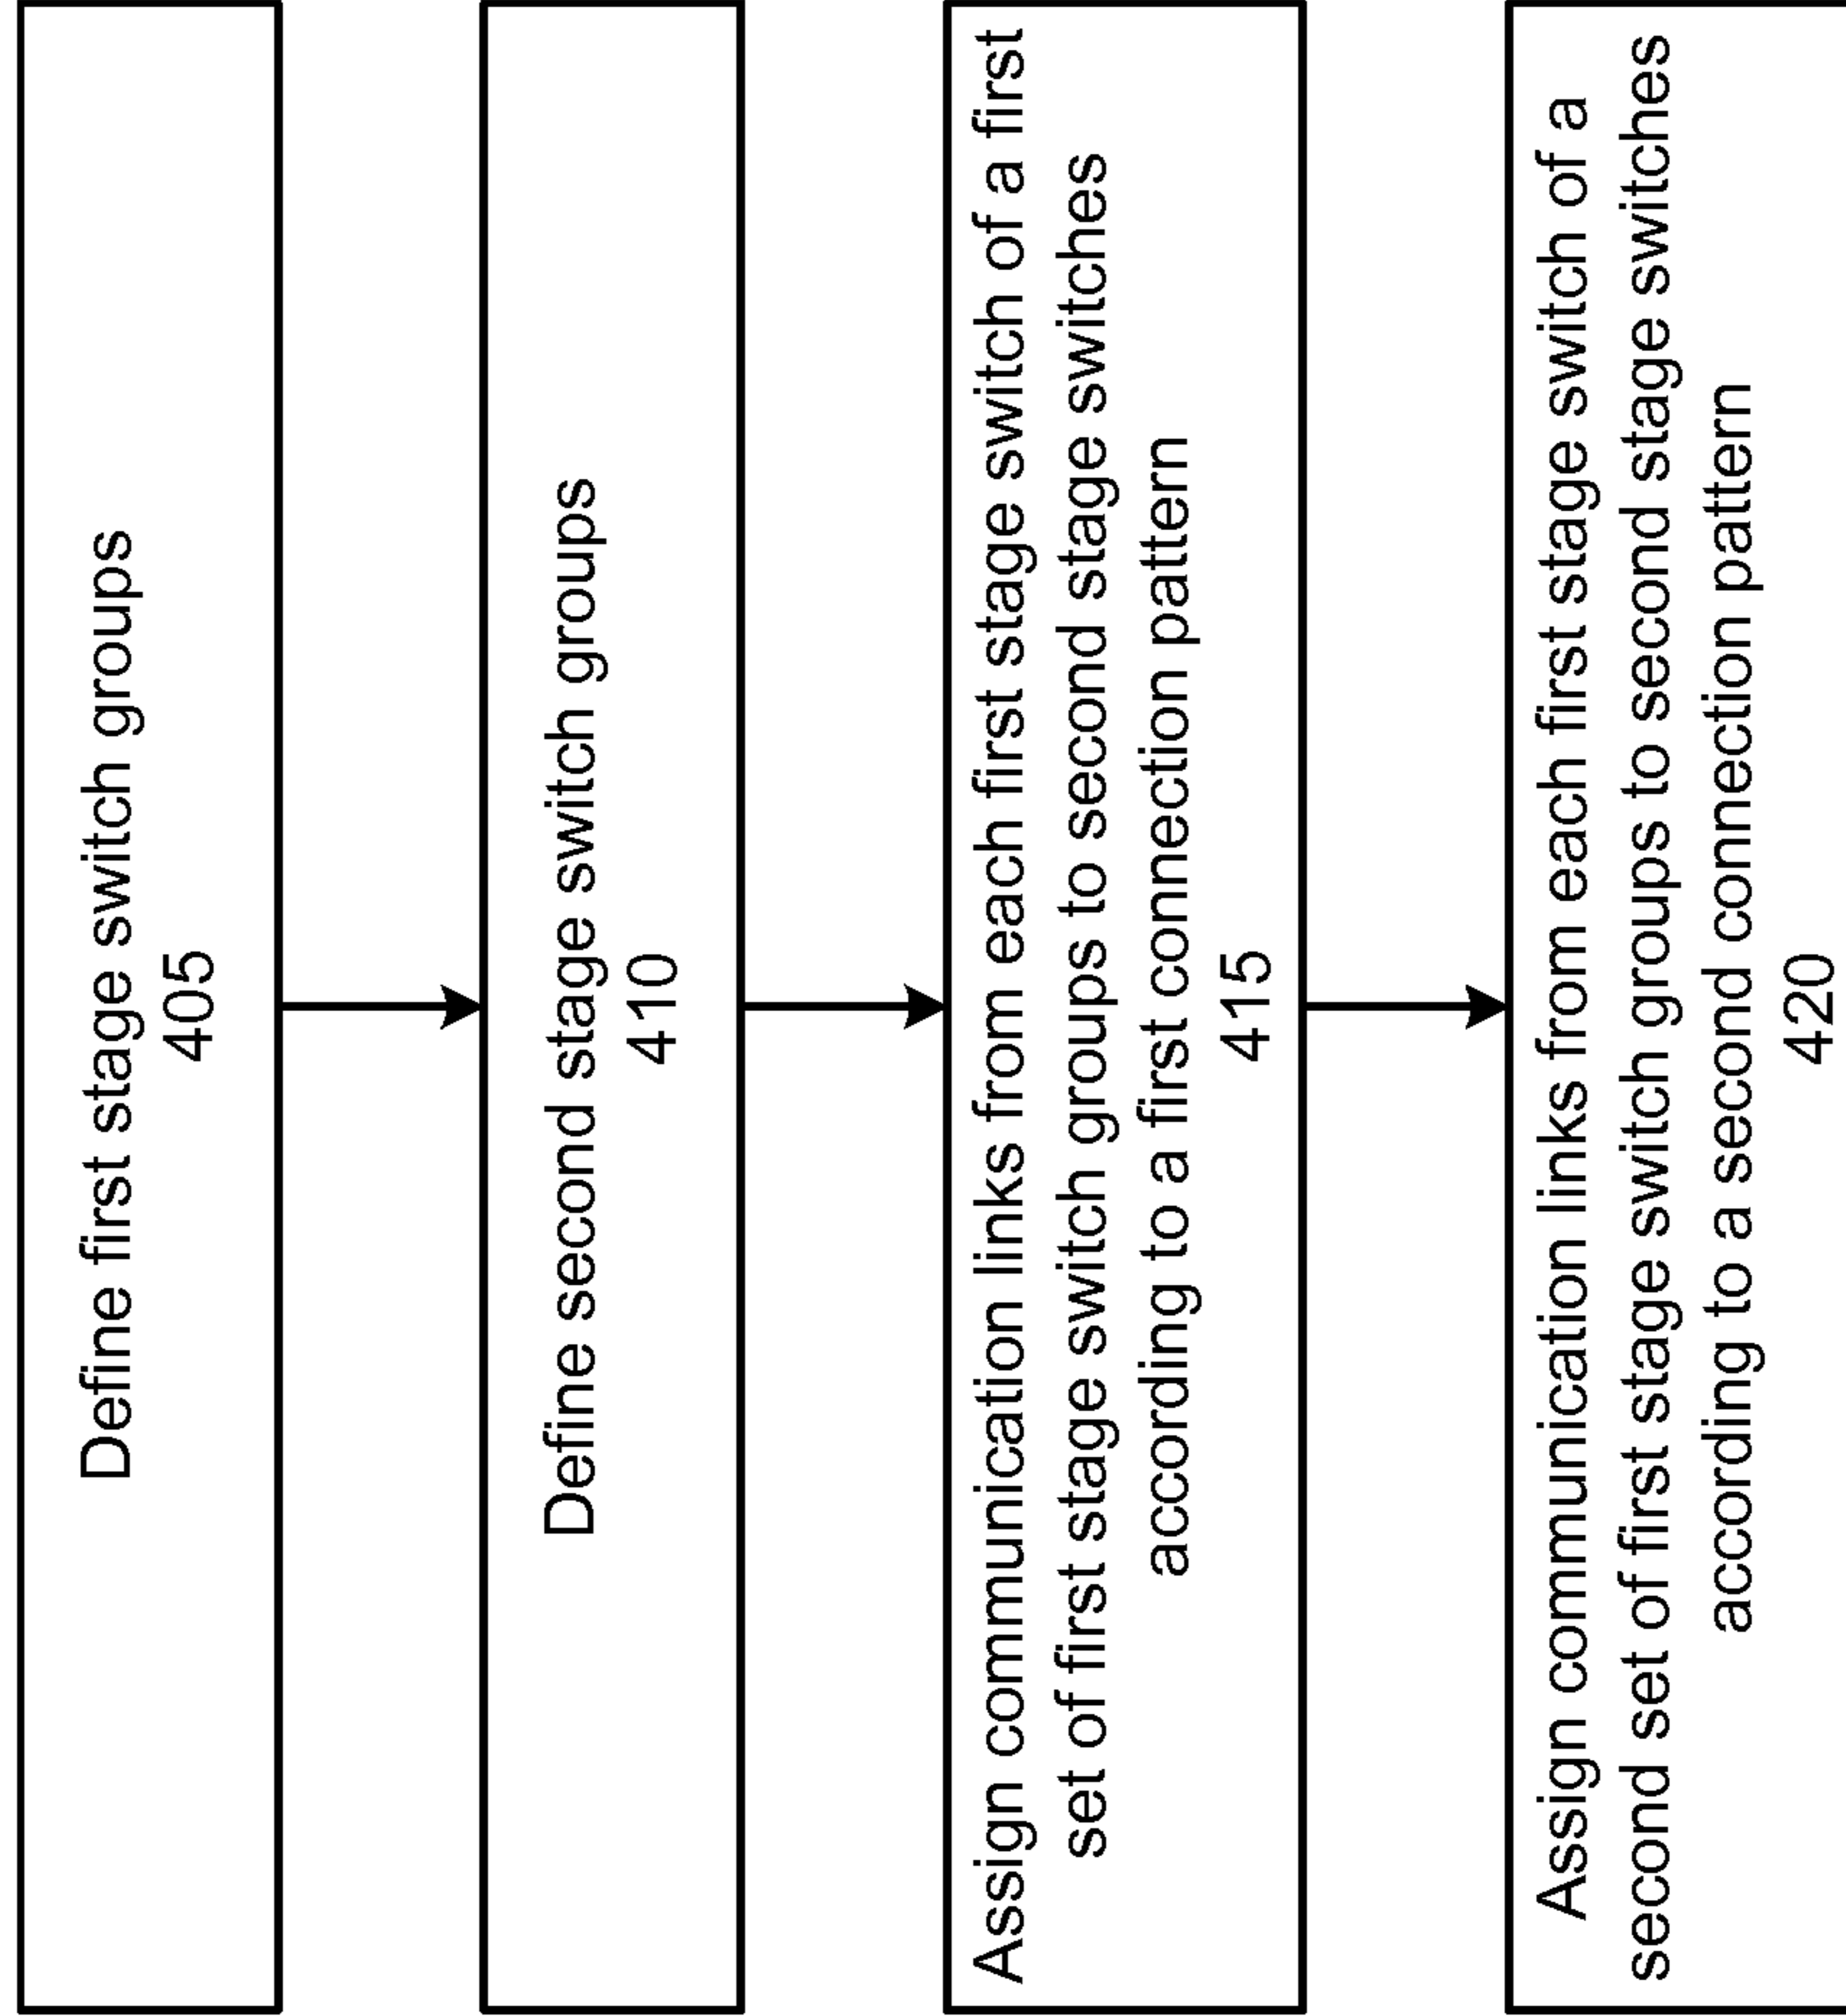 Define first stage switch groups
405
Define second stage switch groups
410
Assign communication links from each first stage switch of a first
set of first stage switch groups to second stage switches
according to a first connection pattern
415
Assign communication links from each first stage switch of a
second set of first stage switch groups to second stage switches
according to a second connection pattern
420